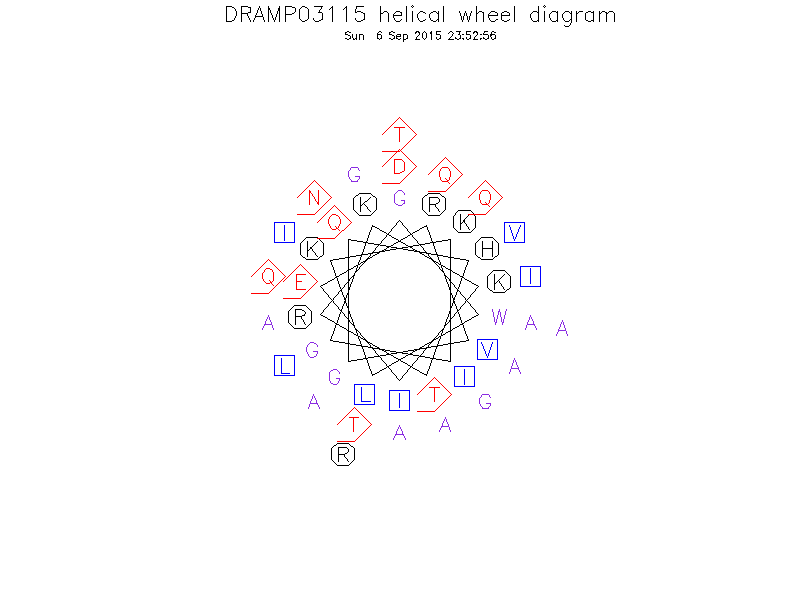 DRAMP03115 helical wheel diagram
Sun 6 Sep 2015 23:52:56
T
D
G Q
N K G R Q
Q K
I K H V
Q E K I
A R W A A
G V
L A
G I
A L I T G
T A A
R